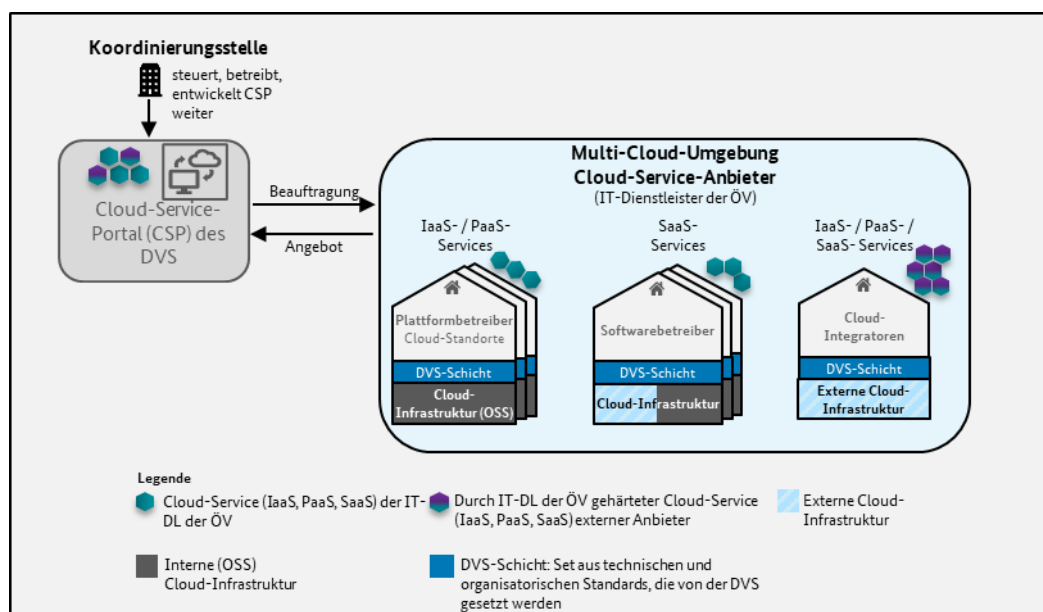 Koordinierungsstelle
steuert, betreibt,
entwickelt CSP
weiter
Cloud-Service-
Portal (CSP) des
DVS
Beauftragung
Angebot
Multi-Cloud-Umgebung
Cloud-Service-Anbieter
(IT-Dienstleister der ÖV)
IaaS- / PaaS-
Services
Plattformbetreiber
Cloud-Standorte
DVS-Schicht
Cloud-
Infrastruktur (OSS)
SaaS-
Services
Softwarebetreiber
DVS-Schicht
Cloud-Infrastruktur
IaaS- / PaaS- /
SaaS- Services
Cloud-
Integratoren
DVS-Schicht
Externe Cloud-
Infrastruktur
Legende
Cloud-Service (IaaS, PaaS, SaaS) der IT-
DL der ÖV
Durch IT-DL der ÖV gehärteter Cloud-Service
(IaaS, PaaS, SaaS) externer Anbieter
Externe Cloud-
Infrastruktur
Interne (OSS)
Cloud-Infrastruktur
DVS-Schicht: Set aus technischen und
organisatorischen Standards, die von der DVS
gesetzt werden